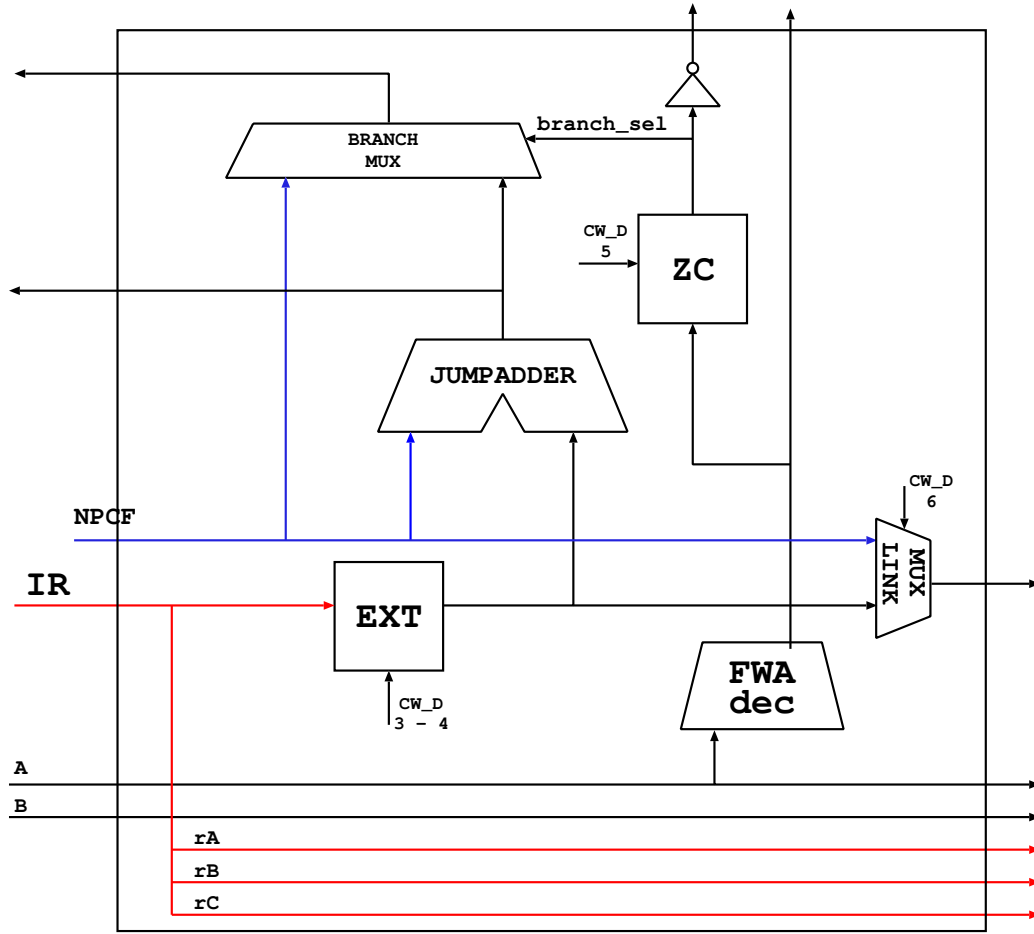 branch_sel
BRANCH
MUX
CW_D
5
ZC
JUMPADDER
CW_D
6
NPCF
MUX
LINK
IR
EXT
CW_D
3 - 4
FWA
dec
A
B
rA
rB
rC